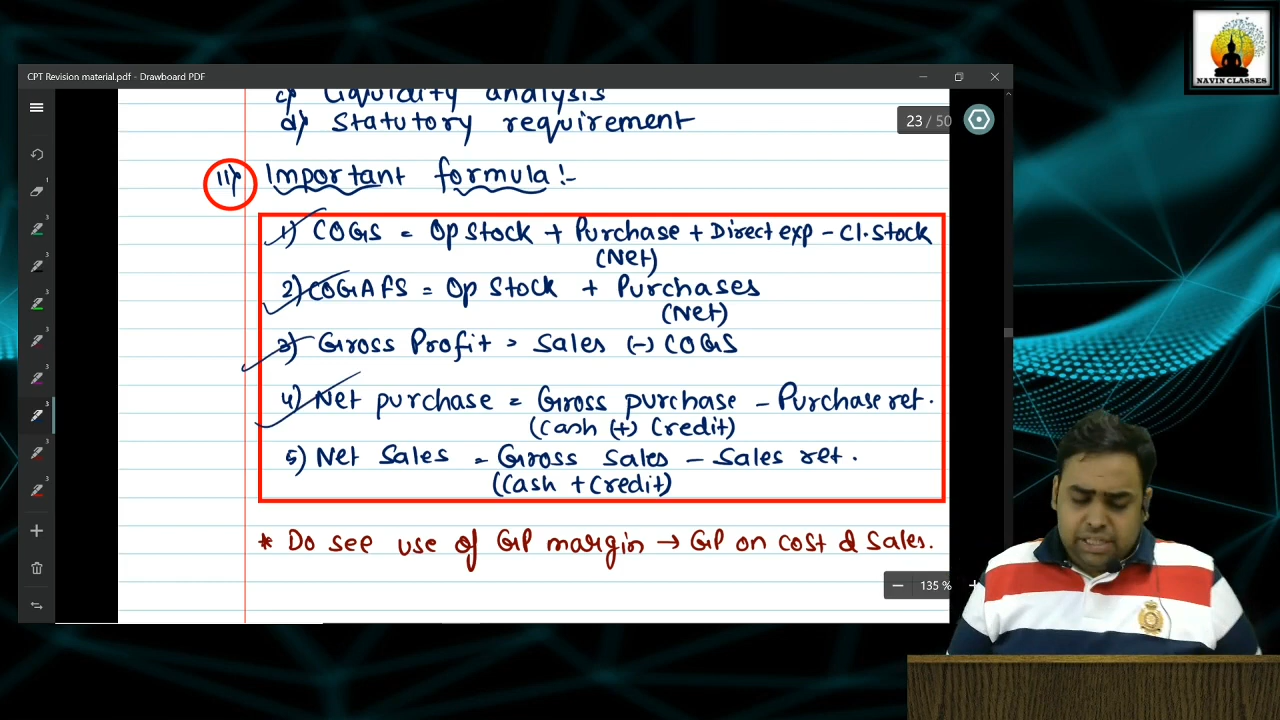 NAVIN CLASSES
CPT Revision material.pdf - Drawboard PDF
c) Liquidity analysis
d) Statutory requirement
23 / 50
11) Important formula :-
1) COGS = Op Stock + Purchase + Direct exp - Cl. Stock
(Net)
2) COGAFS = Op Stock + Purchases
(Net)
3) Gross Profit = Sales (-) COGS
4) Net purchase = Gross purchase - Purchase ret.
(Cash (+) Credit)
5) Net Sales = Gross Sales - Sales ret.
(Cash + Credit)
* Do see use of GP margin → GP on cost & Sales.
135 %